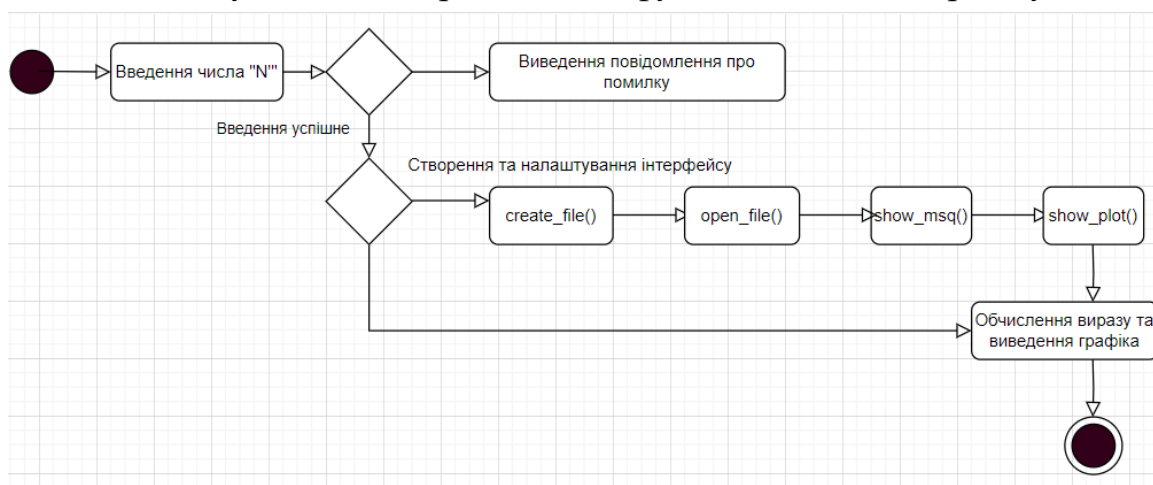 Введення числа "N'"
Виведення повідомлення про
помилку
Введення успішне
Створення та налаштування інтерфейсу
create_file()
open_file()
show_msq()
show_plot()
Обчислення виразу та
виведення графіка